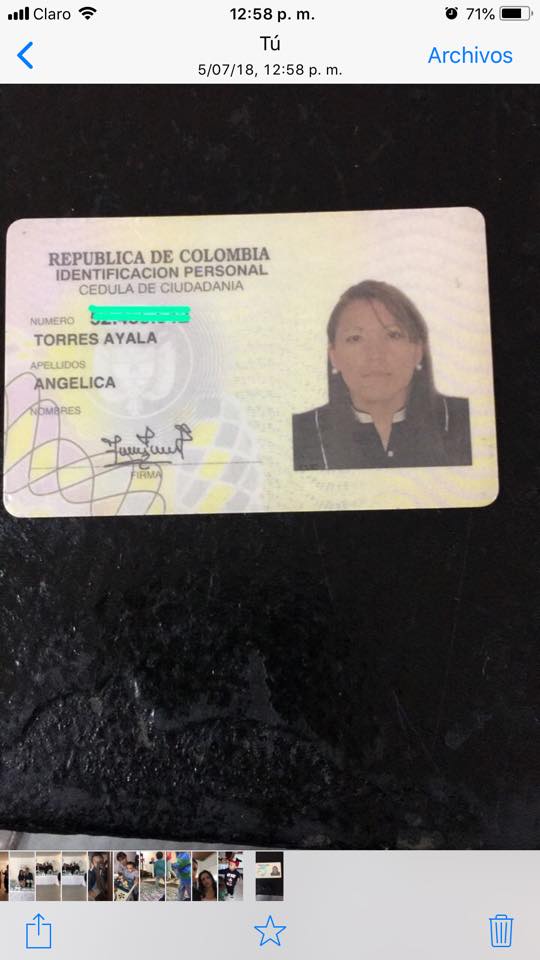 Claro
12:58 p. m.
71%
Tú
5/07/18, 12:58 p. m.
Archivos
REPUBLICA DE COLOMBIA
IDENTIFICACION PERSONAL
CEDULA DE CIUDADANIA
NUMERO
TORRES AYALA
APELLIDOS
ANGELICA
NOMBRES
FIRMA